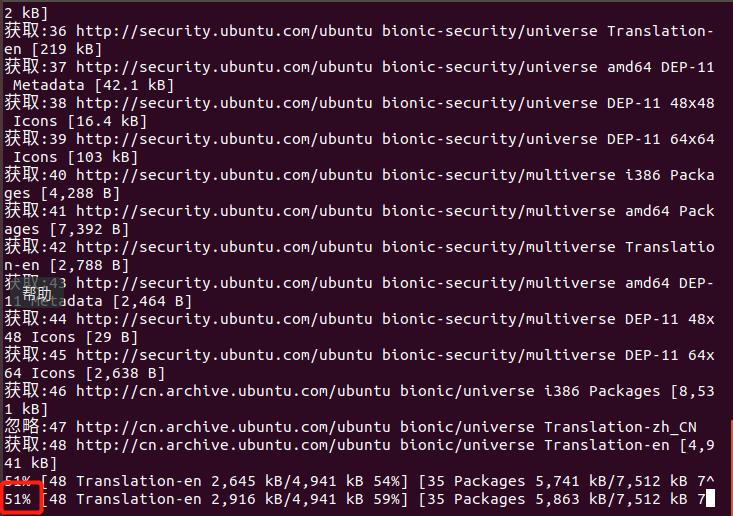 2 kB]
获取:36 http://security.ubuntu.com/ubuntu bionic-security/universe Translation-
en [219 kB]
获取:37 http://security.ubuntu.com/ubuntu bionic-security/universe amd64 DEP-11
 Metadata [42.1 kB]
获取:38 http://security.ubuntu.com/ubuntu bionic-security/universe DEP-11 48x48
 Icons [16.4 kB]
获取:39 http://security.ubuntu.com/ubuntu bionic-security/universe DEP-11 64x64
 Icons [103 kB]
获取:40 http://security.ubuntu.com/ubuntu bionic-security/multiverse i386 Packa
ges [4,288 B]
获取:41 http://security.ubuntu.com/ubuntu bionic-security/multiverse amd64 Pack
ages [7,392 B]
获取:42 http://security.ubuntu.com/ubuntu bionic-security/multiverse Translatio
n-en [2,788 B]
获取:43 http://security.ubuntu.com/ubuntu bionic-security/multiverse amd64 DEP-
11 Metadata [2,464 B]
帮助
获取:44 http://security.ubuntu.com/ubuntu bionic-security/multiverse DEP-11 48x
48 Icons [29 B]
获取:45 http://security.ubuntu.com/ubuntu bionic-security/multiverse DEP-11 64x
64 Icons [2,638 B]
获取:46 http://cn.archive.ubuntu.com/ubuntu bionic/universe i386 Packages [8,53
1 kB]
忽略:47 http://cn.archive.ubuntu.com/ubuntu bionic/universe Translation-zh_CN
获取:48 http://cn.archive.ubuntu.com/ubuntu bionic/universe Translation-en [4,9
41 kB]
51% [48 Translation-en 2,645 kB/4,941 kB 54%] [35 Packages 5,741 kB/7,512 kB 7^
51% [48 Translation-en 2,916 kB/4,941 kB 59%] [35 Packages 5,863 kB/7,512 kB 7